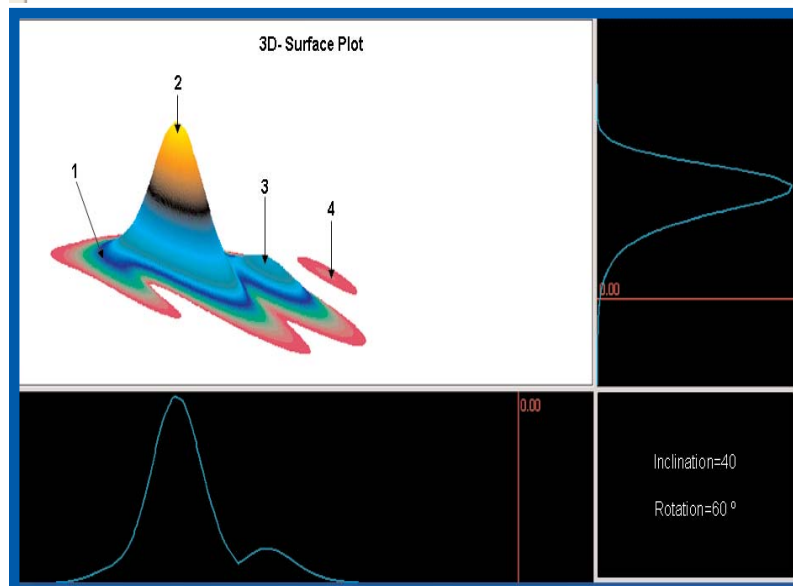 3D- Surface Plot
2
1
3
4
0.00
0.00
Inclination=40
Rotation=60 º